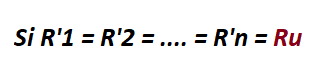 Si R'1 = R'2 = .... = R'n = Ru